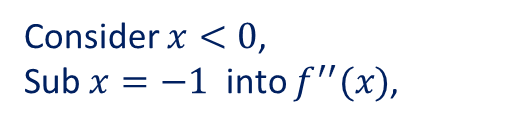 Consider x < 0,
Sub x = −1 into f′′(x),